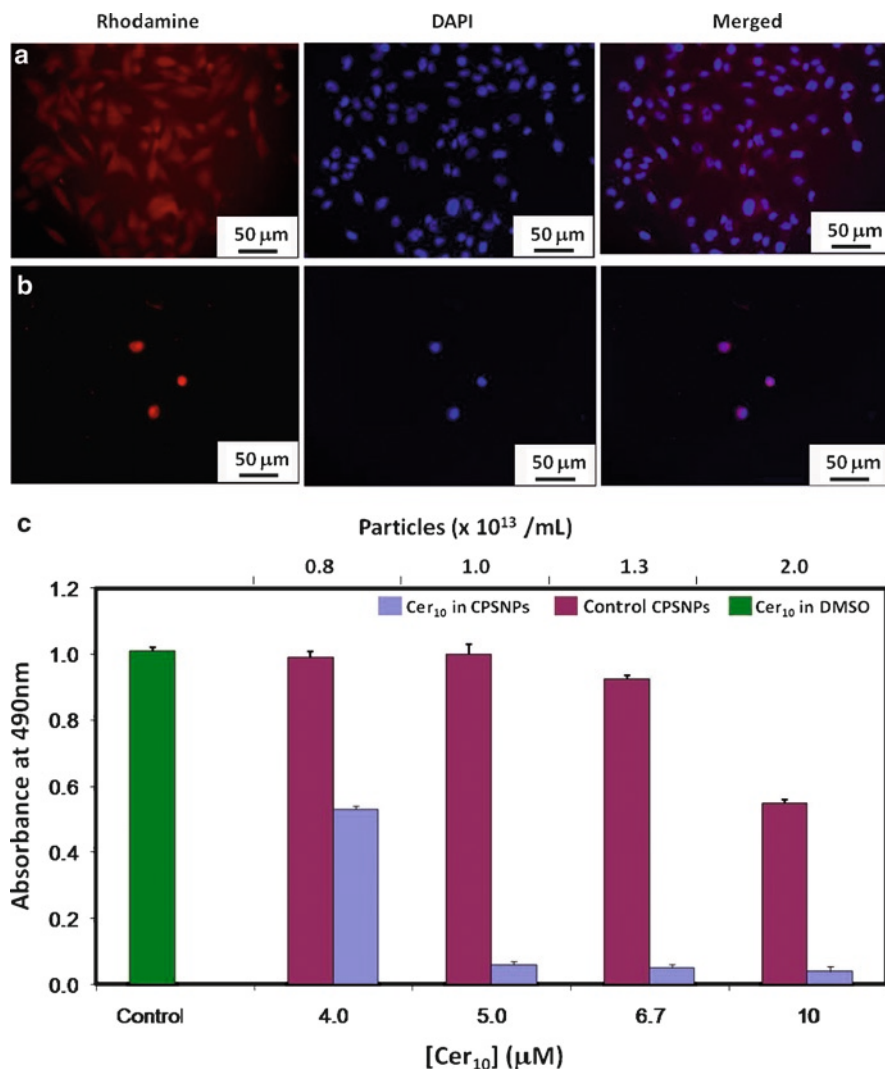 Rhodamine DAPI Merged
a
50 µm 50 µm 50 µm
b
50 µm 50 µm 50 µm
c
Particles (x 10¹³ /mL)
0.8 1.0 1.3 2.0
1.2
Cer₁₀ in CPSNPs Control CPSNPs Cer₁₀ in DMSO
1.0
0.8
0.6
0.4
0.2
0.0
Absorbance at 490nm
Control 4.0 5.0 6.7 10
[Cer₁₀] (µM)